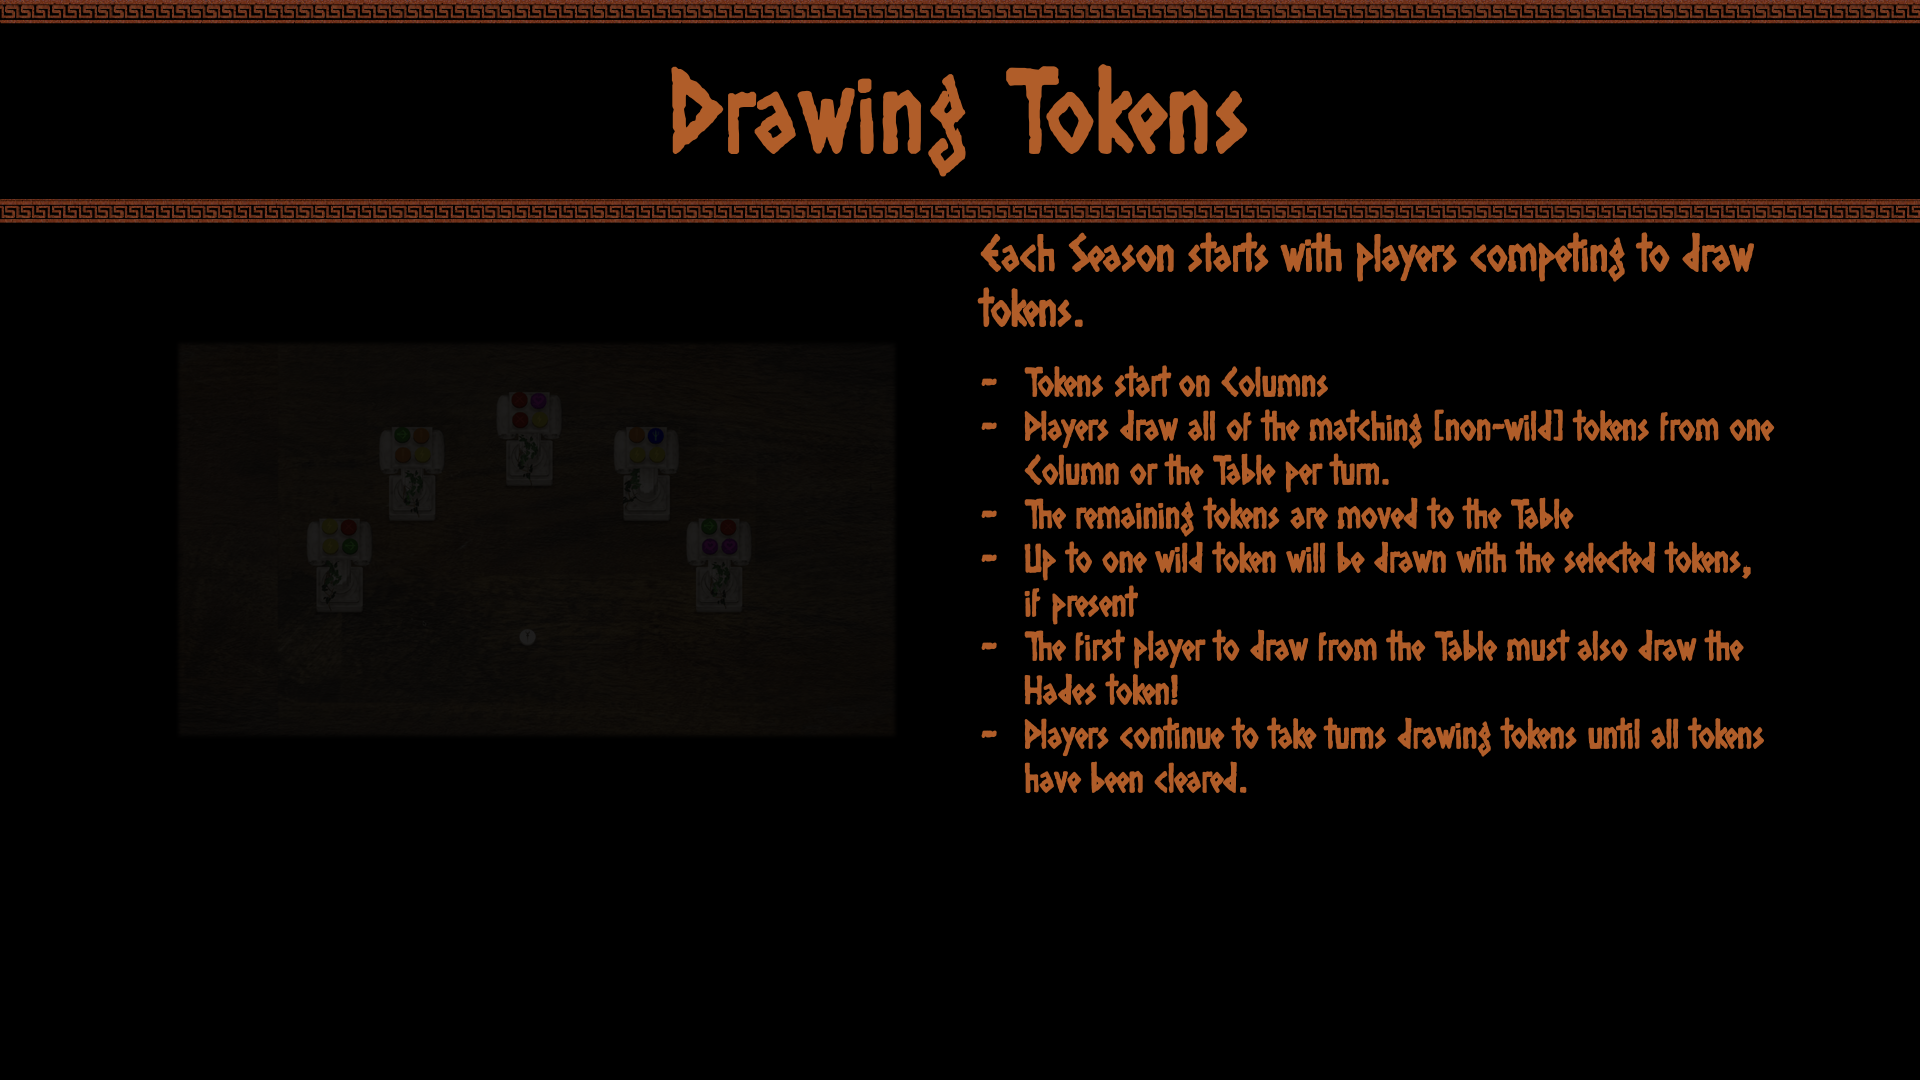 Drawing Tokens
Each Season starts with players competing to draw
tokens.
- Tokens start on Columns
- Players draw all of the matching [non-wild] tokens from one
Column or the Table per turn.
- The remaining tokens are moved to the Table
- Up to one wild token will be drawn with the selected tokens,
if present
- The first player to draw from the Table must also draw the
Hades token!
- Players continue to take turns drawing tokens until all tokens
have been cleared.